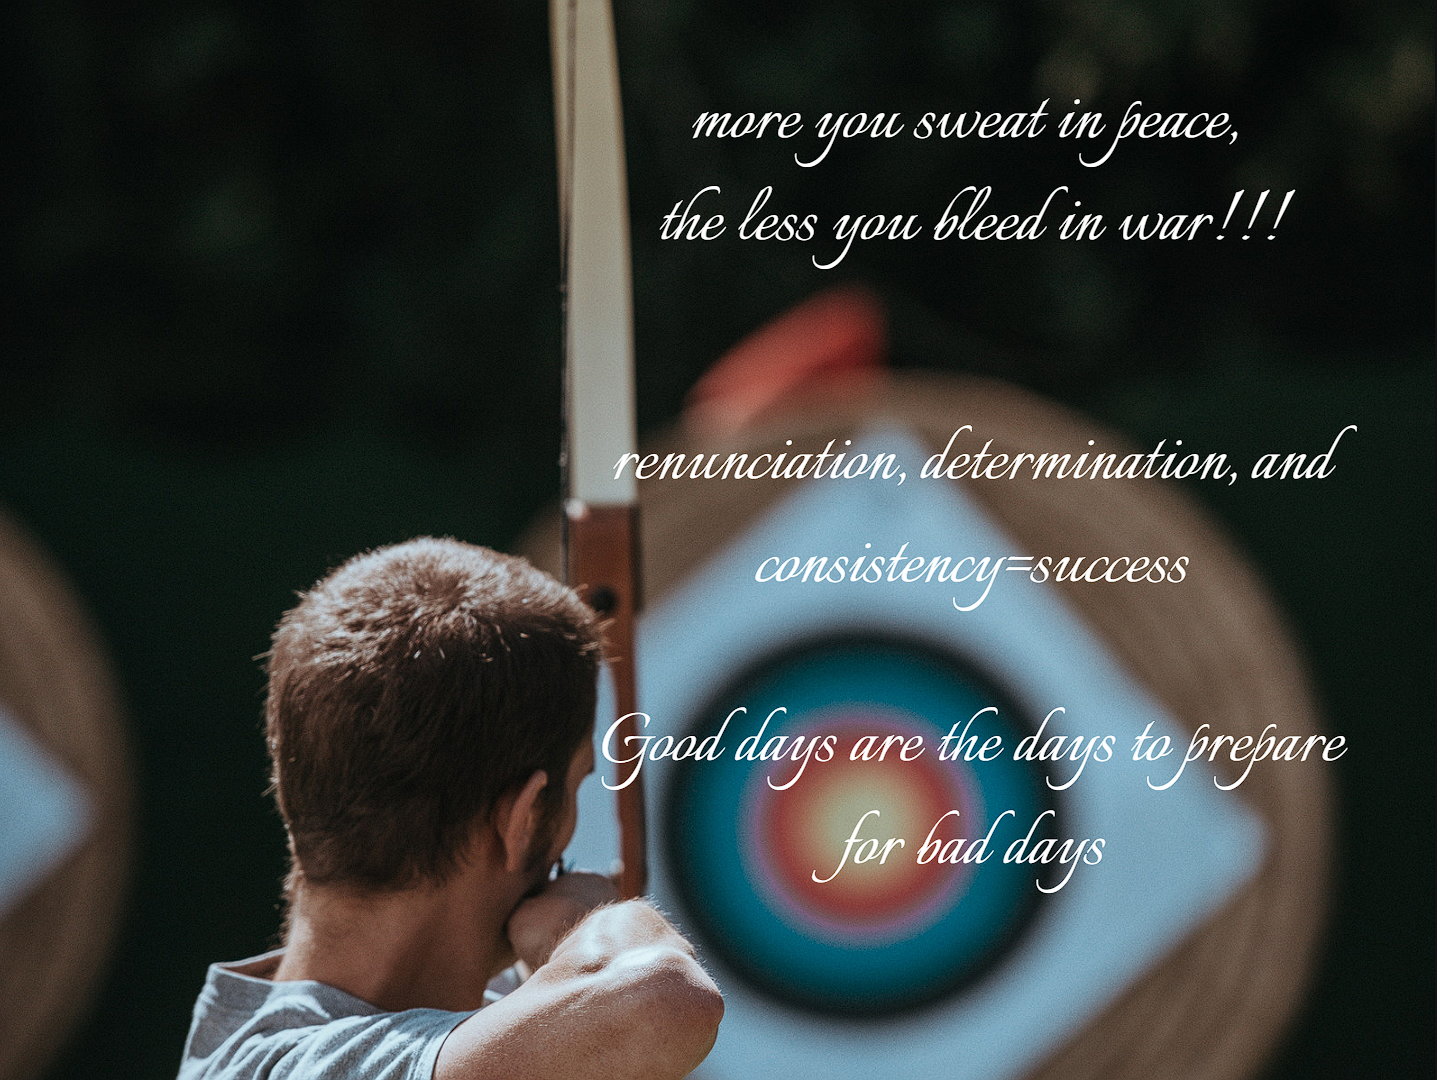 more you sweat in peace,
the less you bleed in war!!!
renunciation, determination, and
consistency=success
Good days are the days to prepare
for bad days